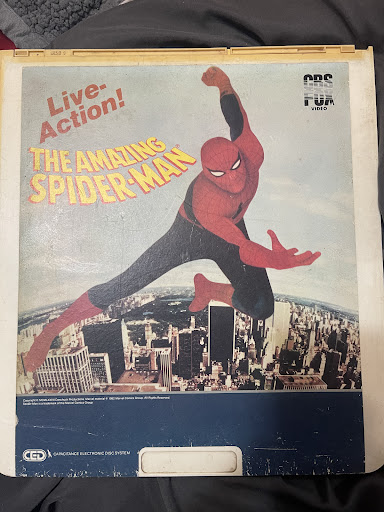 CBS
FOX
VIDEO
Live-
Action!
THE AMAZING
SPIDER-MAN
CED
CAPACITANCE ELECTRONIC DISC SYSTEM